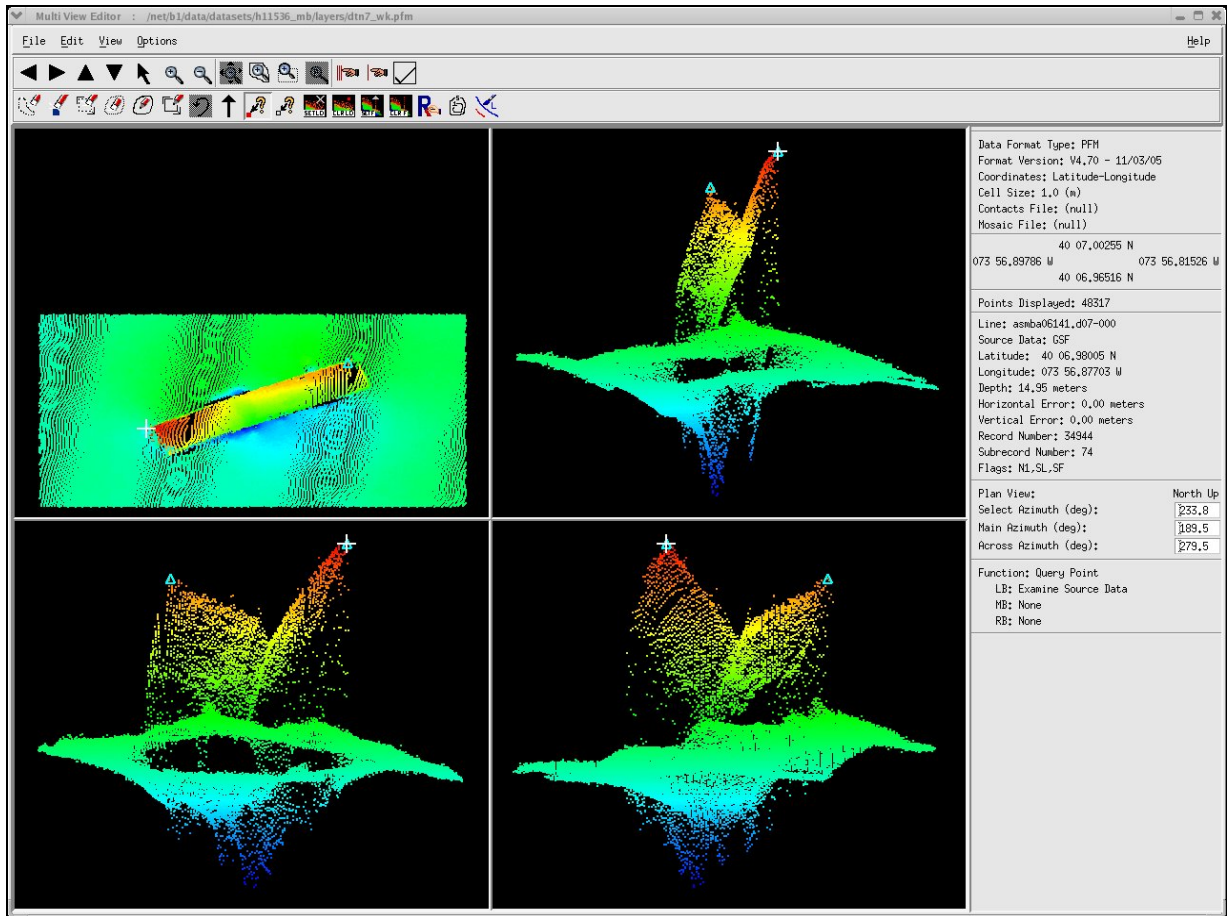 Multi View Editor : /net/b1/data/datasets/h11536_mb/layers/dtn7_wk.pfm
File Edit View Options Help
Data Format Type: PFM
Format Version: V4.70 - 11/03/05
Coordinates: Latitude-Longitude
Cell Size: 1.0 (m)
Contacts File: (null)
Mosaic File: (null)
40 07.00255 N
073 56.89786 W 073 56.81526 W
40 06.96516 N
Points Displayed: 48317
Line: asmba06141.d07-000
Source Data: GSF
Latitude: 40 06.98005 N
Longitude: 073 56.87703 W
Depth: 14.95 meters
Horizontal Error: 0.00 meters
Vertical Error: 0.00 meters
Record Number: 34944
Subrecord Number: 74
Flags: N1,SL,SF
Plan View: North Up
Select Azimuth (deg): 233.8
Main Azimuth (deg): 189.5
Across Azimuth (deg): 279.5
Function: Query Point
LB: Examine Source Data
MB: None
RB: None